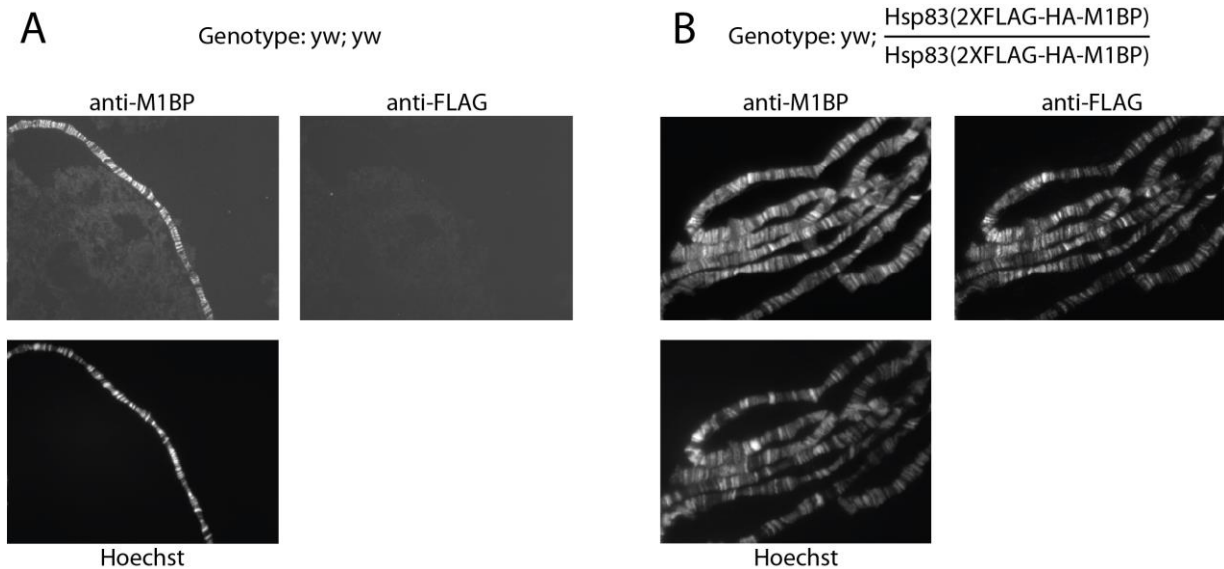 A
Genotype: yw; yw
anti-M1BP
anti-FLAG
Hoechst
B
Genotype: yw; Hsp83(2XFLAG-HA-M1BP)
Hsp83(2XFLAG-HA-M1BP)
anti-M1BP
anti-FLAG
Hoechst